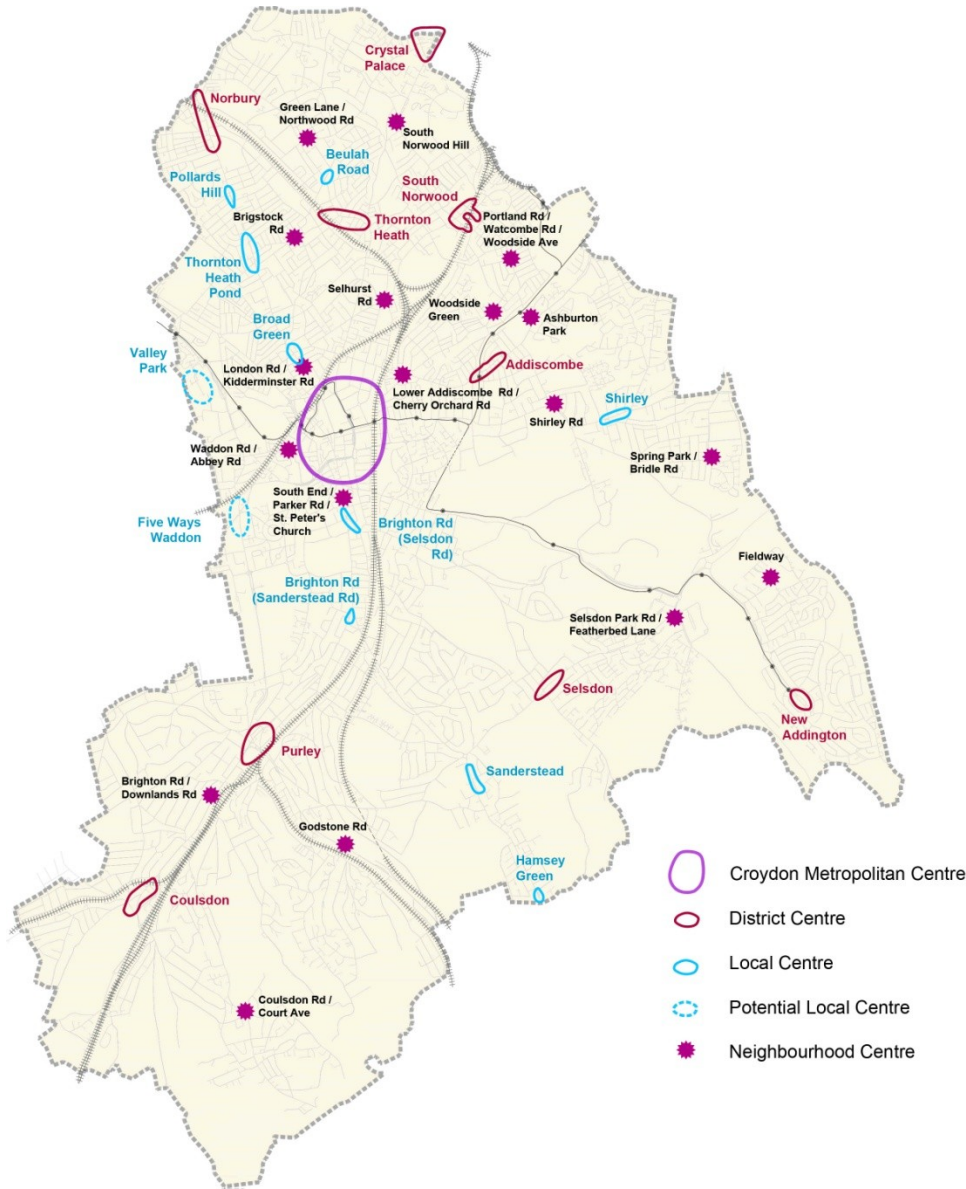 Crystal
Palace
Norbury
Green Lane /
Northwood Rd
South
Norwood Hill
Beulah
Road
Pollards
Hill
South
Norwood
Brigstock
Rd
Thornton
Heath
Portland Rd /
Watcombe Rd /
Woodside Ave
Thornton
Heath
Pond
Selhurst
Rd
Woodside
Green
Ashburton
Park
Broad
Green
Valley
Park
London Rd /
Kidderminster Rd
Addiscombe
Lower Addiscombe Rd /
Cherry Orchard Rd
Shirley Rd
Shirley
Waddon Rd /
Abbey Rd
Spring Park /
Bridle Rd
South End /
Parker Rd /
St. Peter's
Church
Five Ways
Waddon
Brighton Rd
(Selsdon
Rd)
Fieldway
Brighton Rd
(Sanderstead Rd)
Selsdon Park Rd /
Featherbed Lane
Selsdon
New
Addington
Purley
Sanderstead
Brighton Rd /
Downlands Rd
Godstone Rd
Hamsey
Green
Coulsdon
Coulsdon Rd /
Court Ave
Croydon Metropolitan Centre
District Centre
Local Centre
Potential Local Centre
Neighbourhood Centre